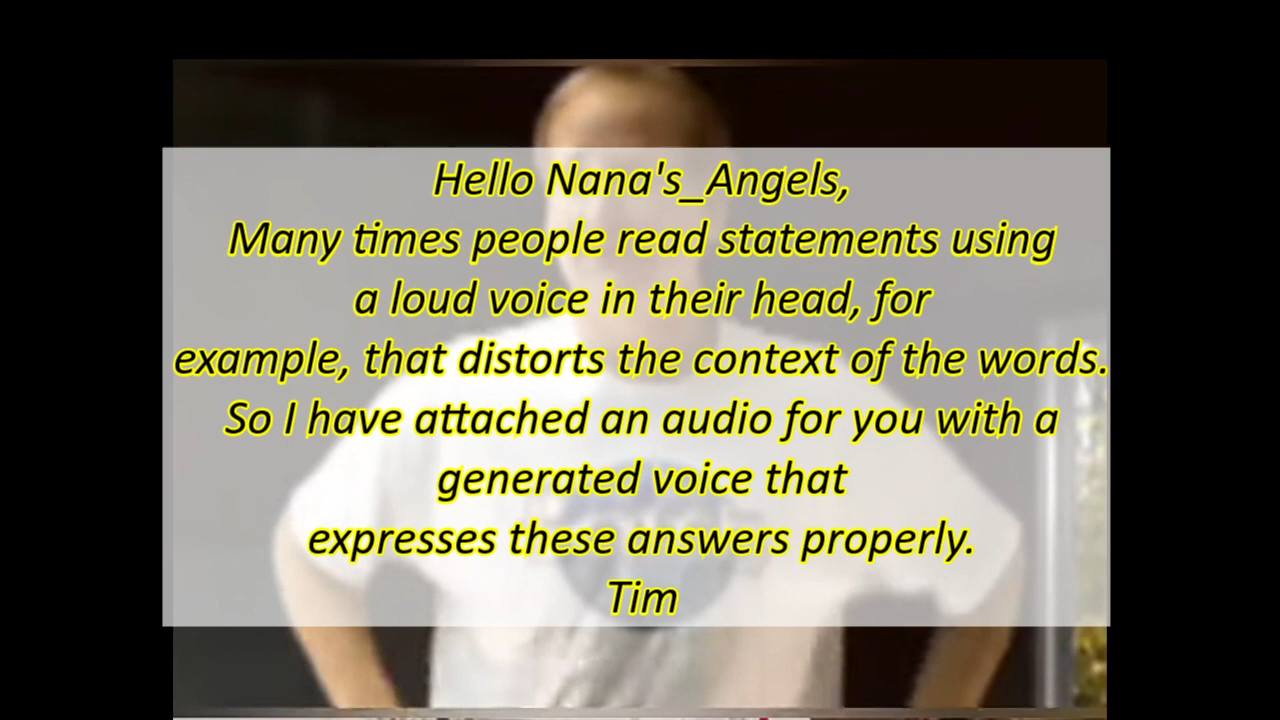 Hello Nana's_Angels,
Many times people read statements using
a loud voice in their head, for
example, that distorts the context of the words.
So I have attached an audio for you with a
generated voice that
expresses these answers properly.
Tim